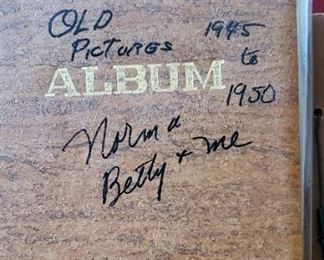 OLD 1945
PICTURES to
ALBUM 1950
Norma
Betty + me